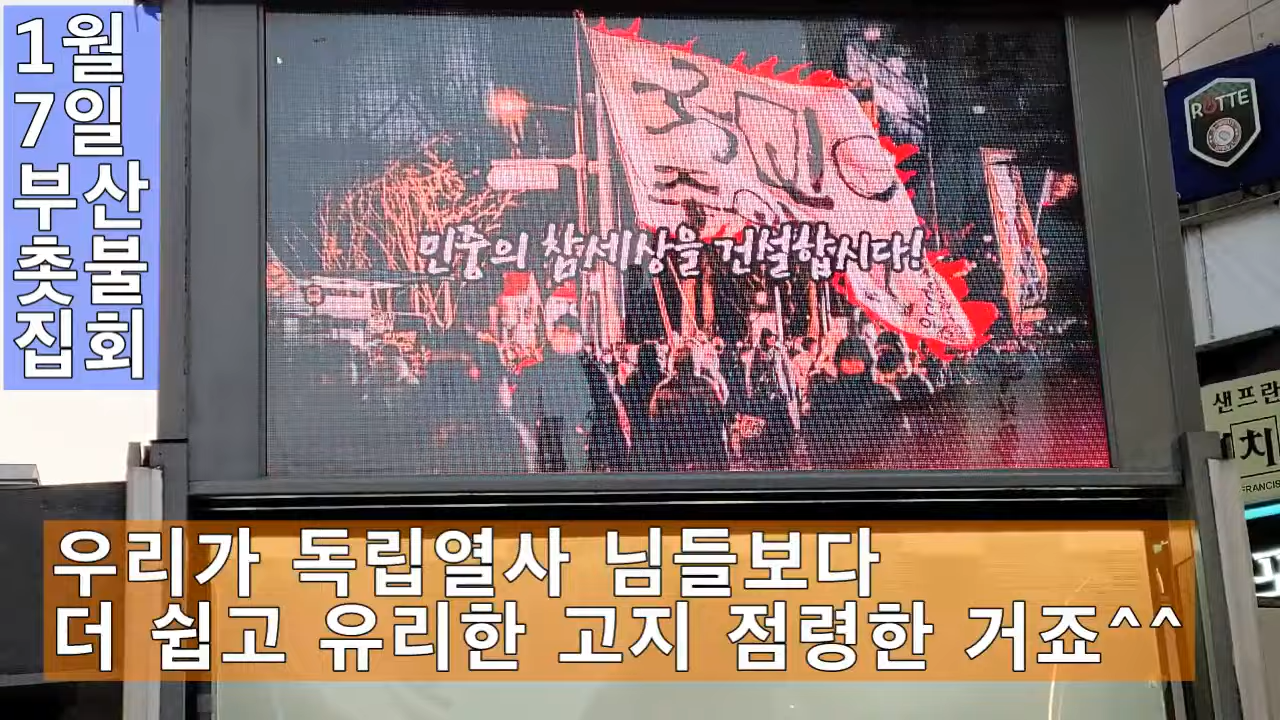 1월
7일
부산
촛불
집회
민중의 참세상을 건설합시다!
ROTTE
샌프란
치
FRANCIS
우리가 독립열사 님들보다
더 쉽고 유리한 고지 점령한 거죠^^